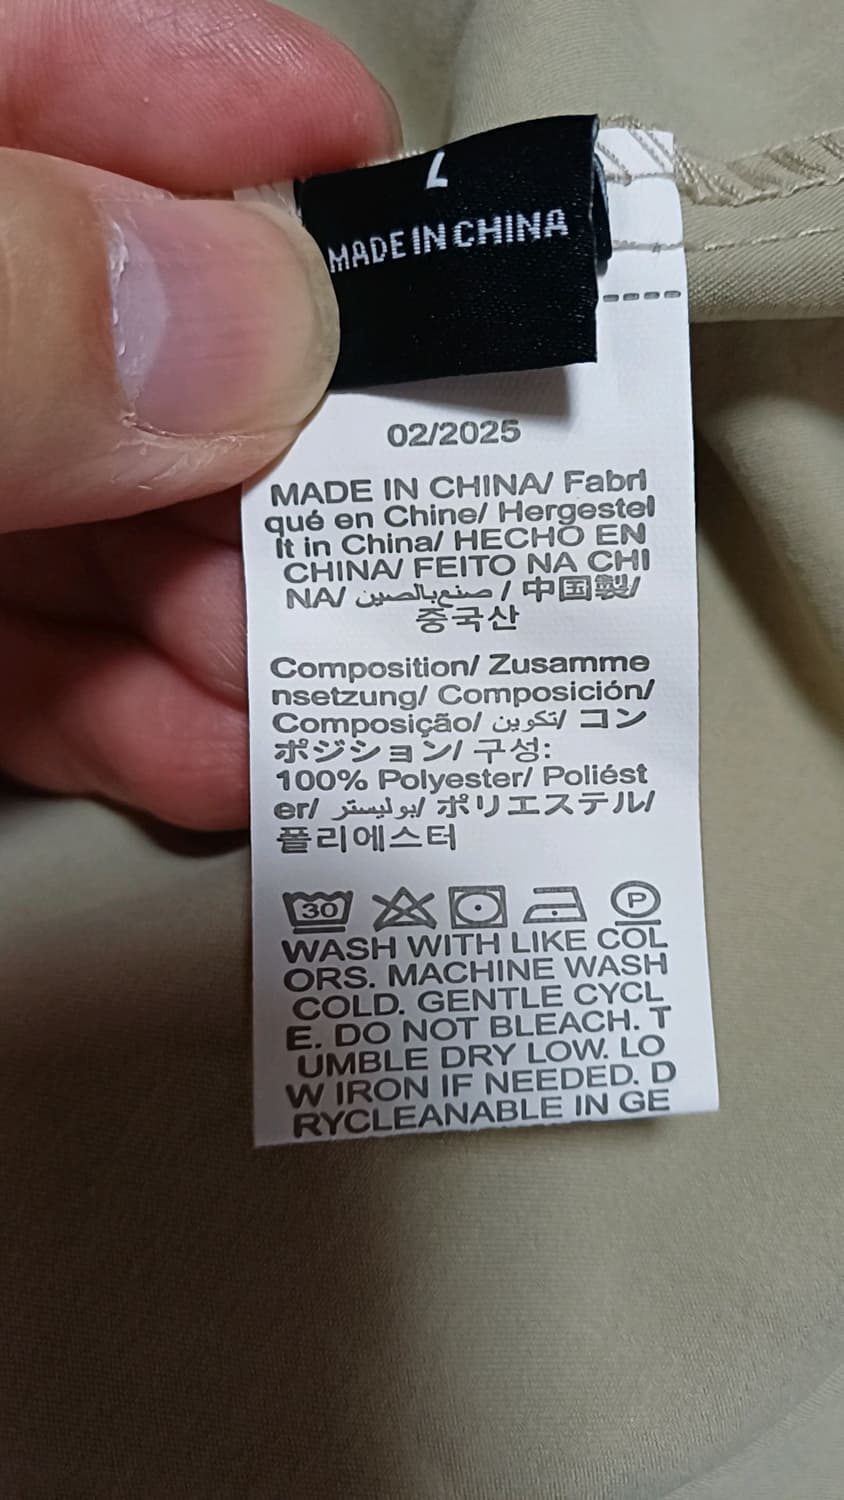 MADE IN CHINA
02/2025
MADE IN CHINA/ Fabri
qué en Chine/ Hergestel
lt in China/ HECHO EN
CHINA/ FEITO NA CHI
NA/ صنع بالصين / 中国製/
중국산
Composition/ Zusamme
nsetzung/ Composición/
Composição/ تكوين/ コン
ポジション/ 구성:
100% Polyester/ Poliést
er/ بوليستر/ ポリエステル/
폴리에스터
30 P
WASH WITH LIKE COL
ORS. MACHINE WASH
COLD. GENTLE CYCL
E. DO NOT BLEACH. T
UMBLE DRY LOW. LO
W IRON IF NEEDED. D
RYCLEANABLE IN GE